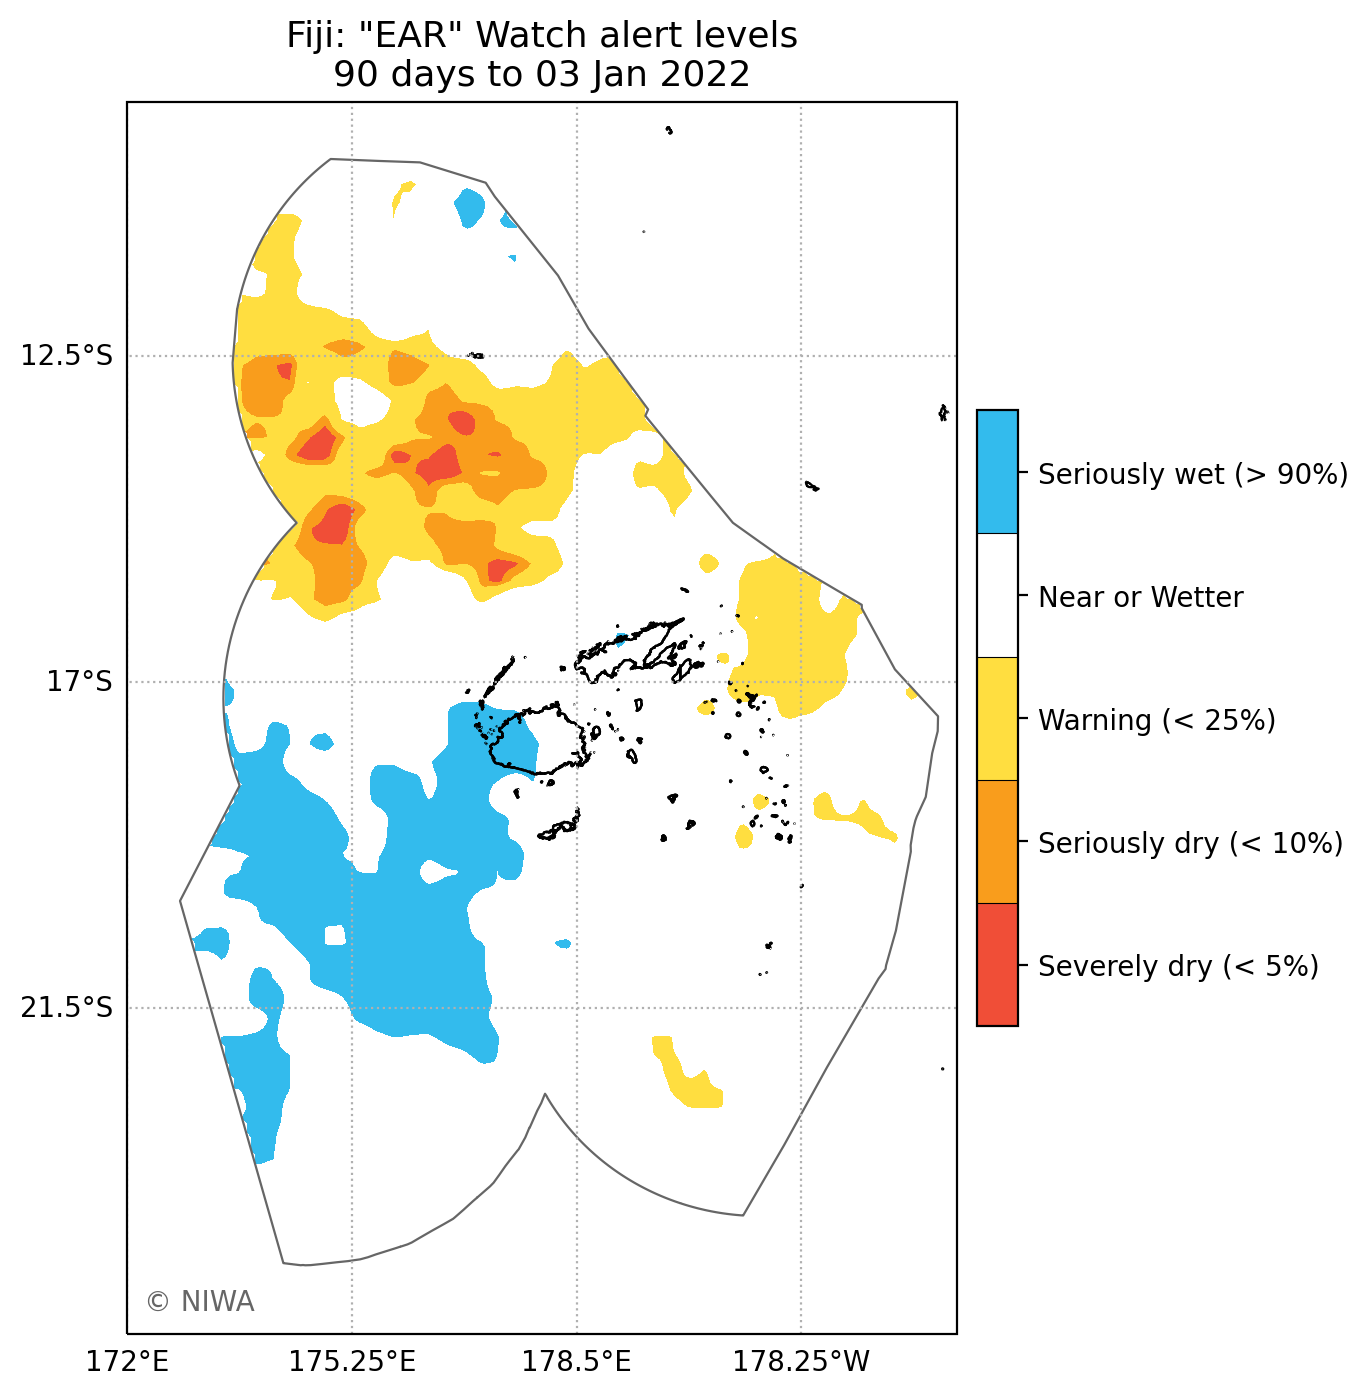 Fiji: "EAR" Watch alert levels
90 days to 03 Jan 2022
12.5°S
17°S
21.5°S
172°E
175.25°E
178.5°E
178.25°W
© NIWA
Seriously wet (> 90%)
Near or Wetter
Warning (< 25%)
Seriously dry (< 10%)
Severely dry (< 5%)